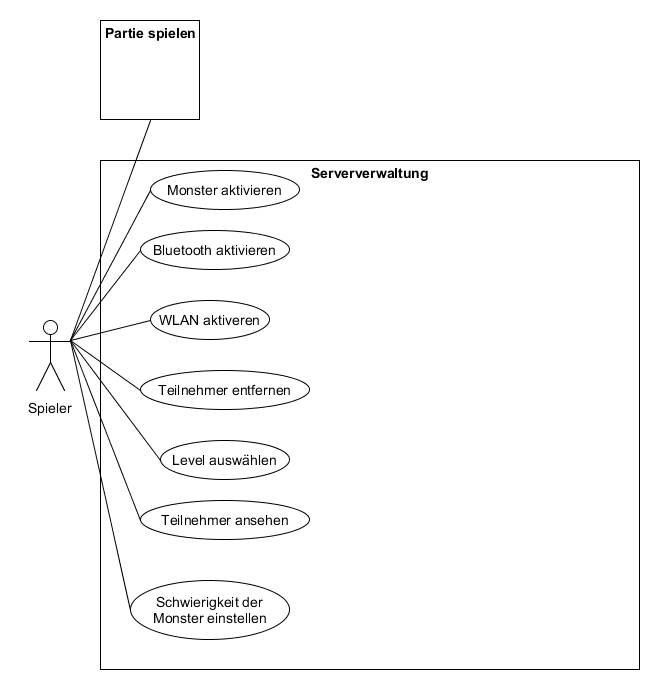 Partie spielen
Serververwaltung
Monster aktivieren
Bluetooth aktivieren
WLAN aktiveren
Teilnehmer entfernen
Spieler
Level auswählen
Teilnehmer ansehen
Schwierigkeit der
Monster einstellen